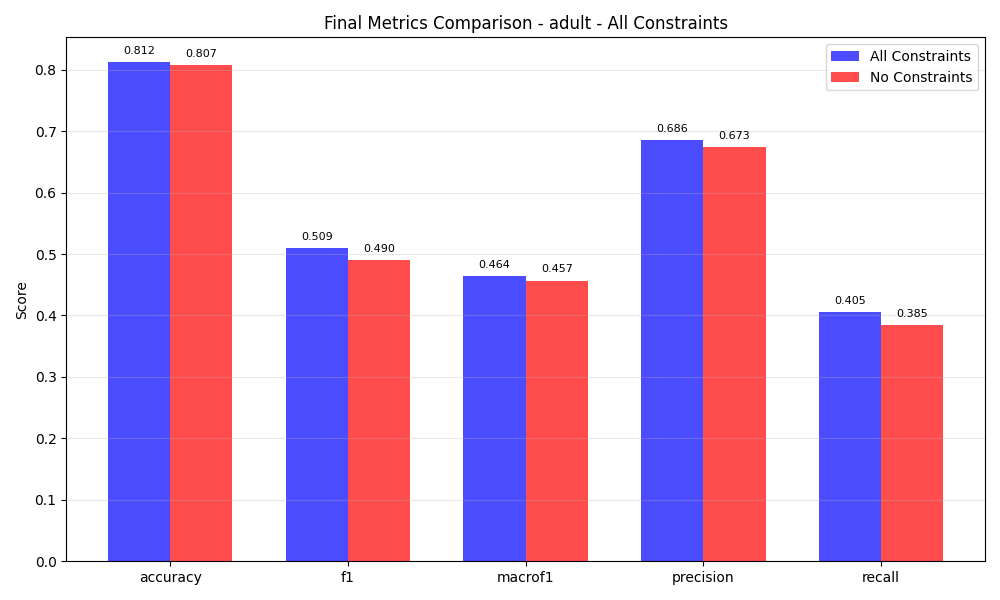 Final Metrics Comparison - adult - All Constraints
All Constraints
No Constraints
Score
0.8
0.7
0.6
0.5
0.4
0.3
0.2
0.1
0.0
0.812
0.807
0.509
0.490
0.464
0.457
0.686
0.673
0.405
0.385
accuracy
f1
macrof1
precision
recall